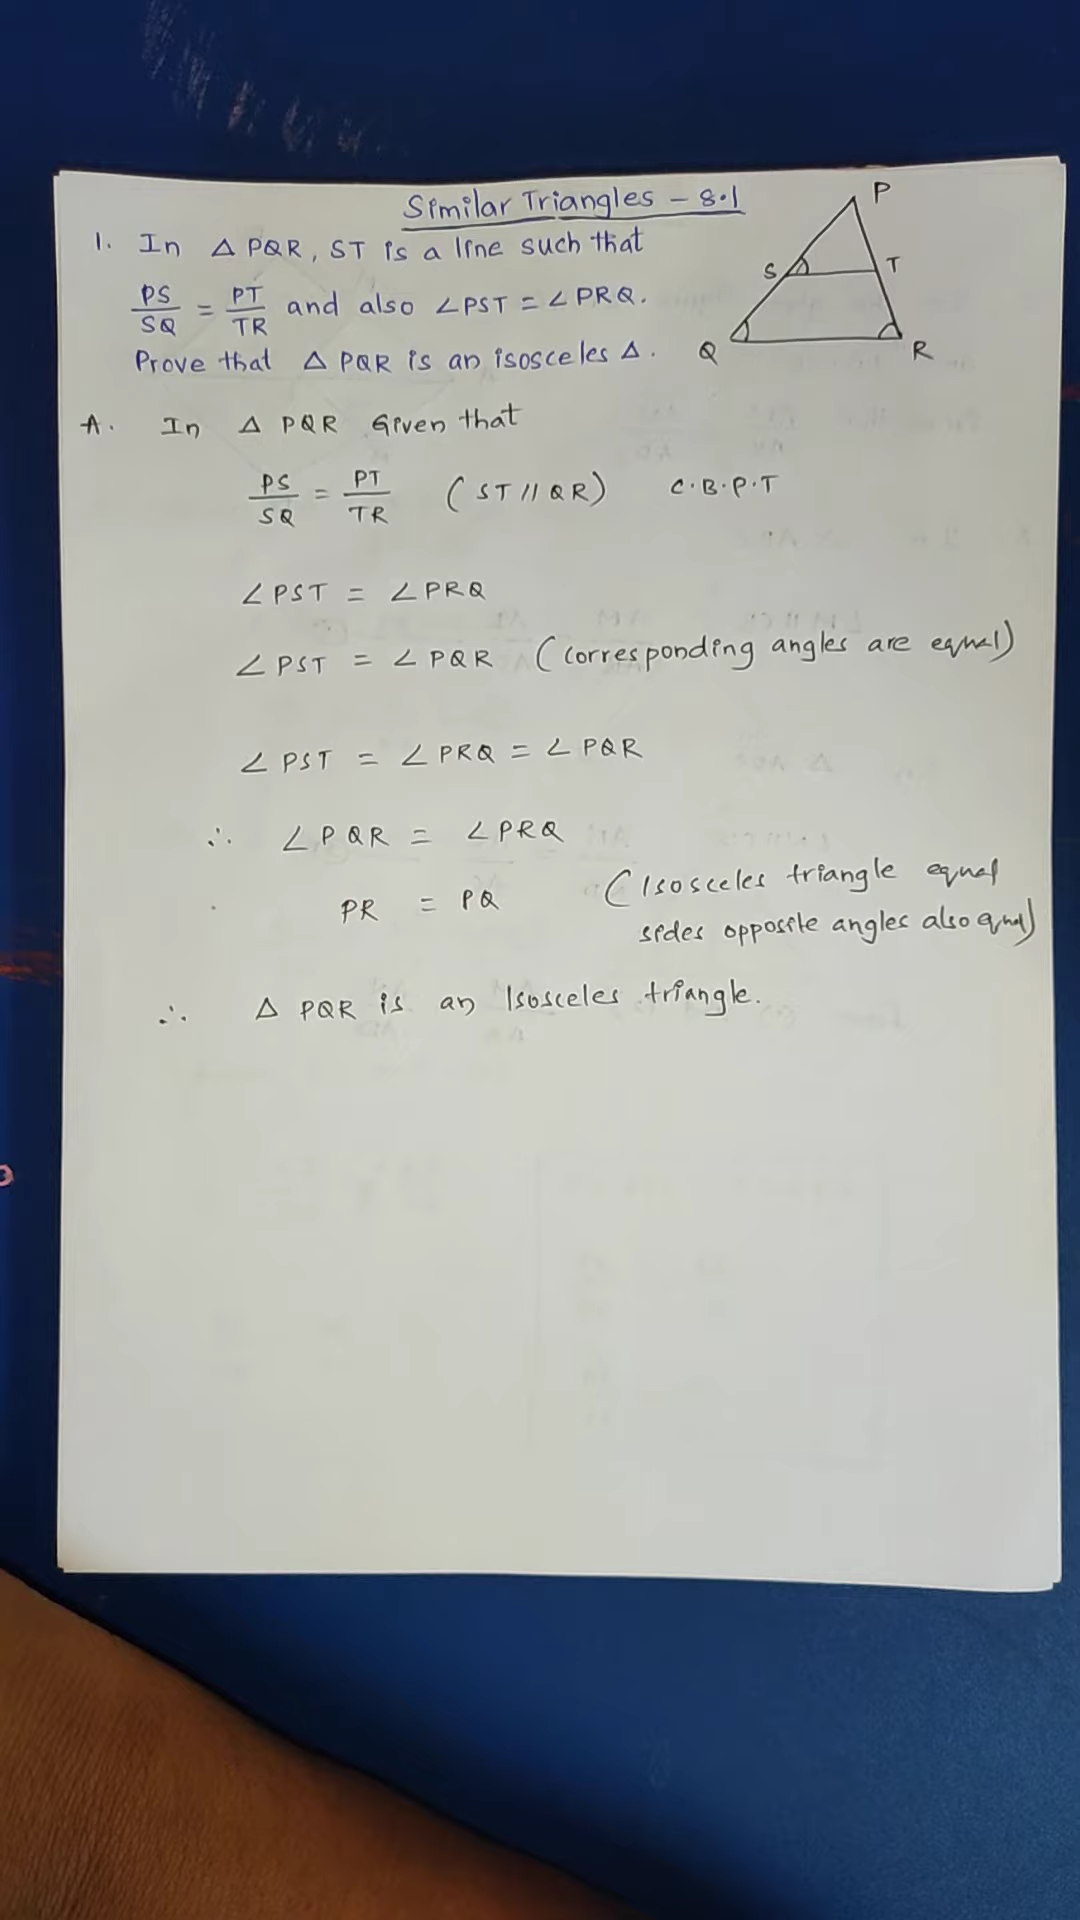 Similar Triangles - 8.1
1. In Δ PQR, ST is a line such that
PS/SQ = PT/TR and also ∠PST = ∠PRQ.
Prove that Δ PQR is an isosceles Δ.
P
S
T
Q
R
A. In Δ PQR Given that
PS/SQ = PT/TR (ST // QR) C.B.P.T
∠PST = ∠PRQ
∠PST = ∠PQR (corresponding angles are equal)
∠PST = ∠PRQ = ∠PQR
∴ ∠PQR = ∠PRQ
PR = PQ (Isosceles triangle equal
sides opposite angles also equal)
∴ Δ PQR is an Isosceles triangle.